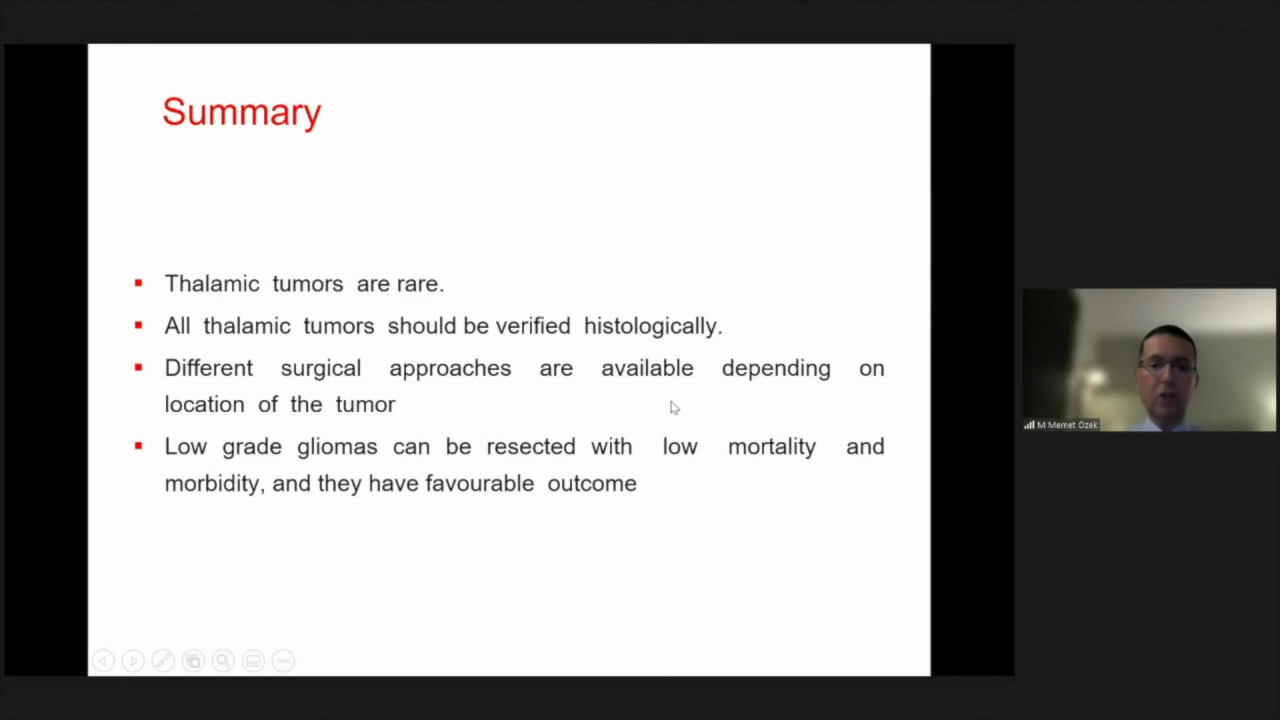 Summary
Thalamic tumors are rare.
All thalamic tumors should be verified histologically.
Different surgical approaches are available depending on
location of the tumor
Low grade gliomas can be resected with low mortality and
morbidity, and they have favourable outcome
M Memet Özek